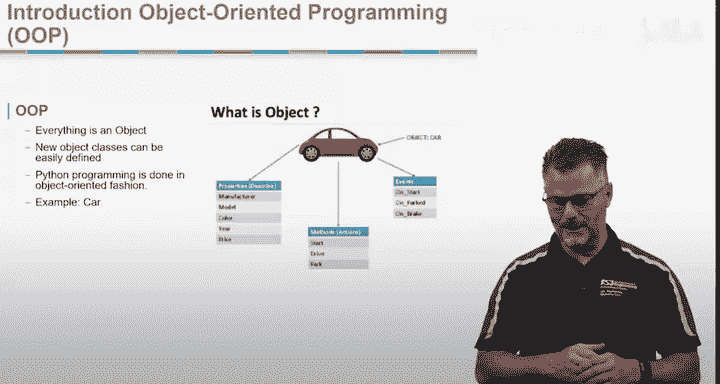 Introduction Object-Oriented Programming
(OOP)
OOP
– Everything is an Object
– New object classes can be
easily defined
– Python programming is done in
object-oriented fashion.
– Example: Car
What is Object ?
OBJECT: CAR
Properties (Describe)
Manufacturer
Model
Color
Year
Price
Methods (Actions)
Start
Drive
Park
Events
On_Start
On_Parked
On_Brake